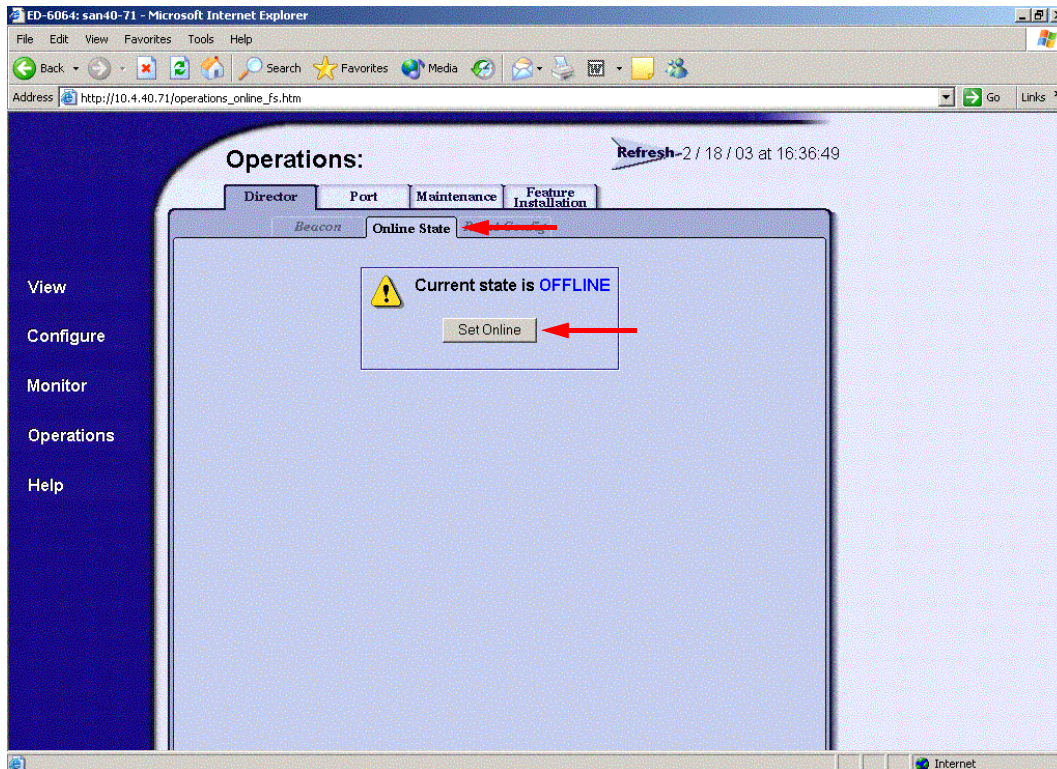 ED-6064: san40-71 - Microsoft Internet Explorer
File Edit View Favorites Tools Help
Back Search Favorites Media
Address http://10.4.40.71/operations_online_fs.htm Go Links
Operations:
Refresh-2 / 18 / 03 at 16:36:49
Director Port Maintenance Feature Installation
Beacon Online State Config
View
Configure
Monitor
Operations
Help
Current state is OFFLINE
Set Online
Internet